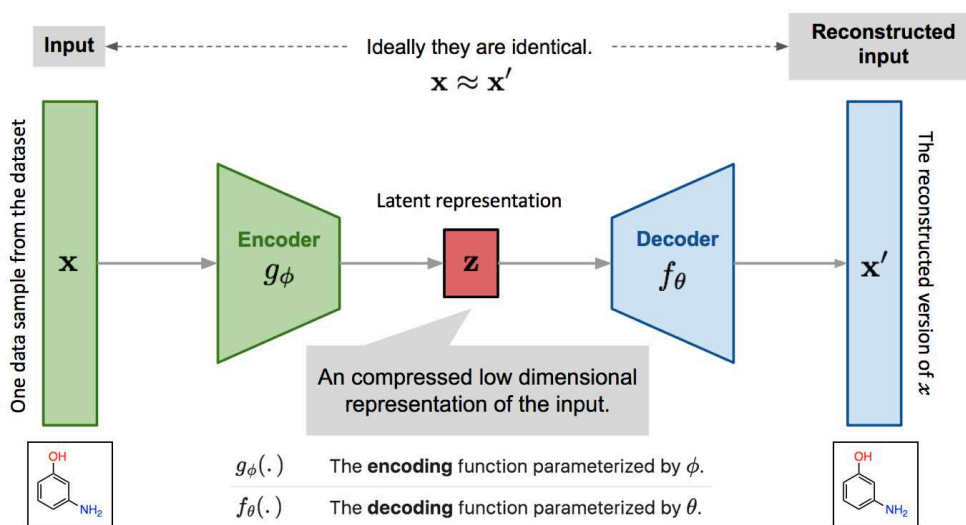 Input
Ideally they are identical.
x ≈ x′
Reconstructed
input
One data sample from the dataset
x
Encoder
gϕ
Latent representation
z
Decoder
fθ
x′
The reconstructed version of x
An compressed low dimensional
representation of the input.
OH
NH₂
gϕ(.) The encoding function parameterized by ϕ.
fθ(.) The decoding function parameterized by θ.
OH
NH₂